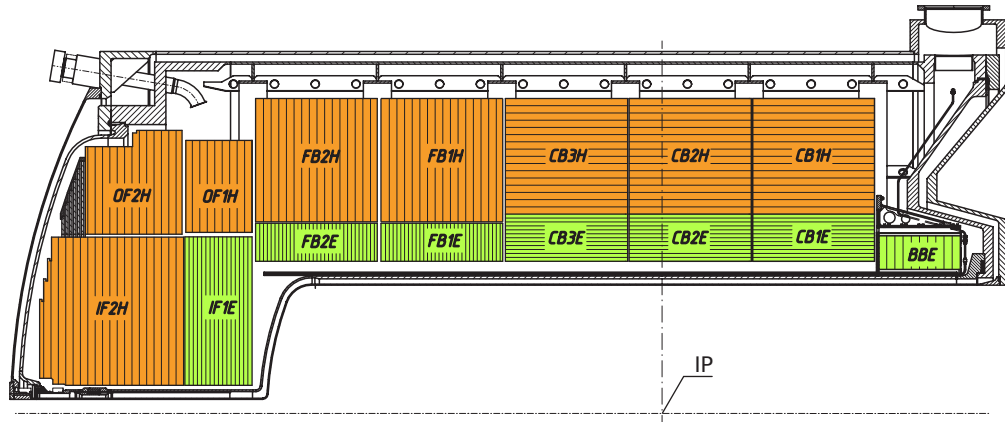 FB2H FB1H CB3H CB2H CB1H
OF2H OF1H
FB2E FB1E CB3E CB2E CB1E
BBE
IF2H IF1E
IP